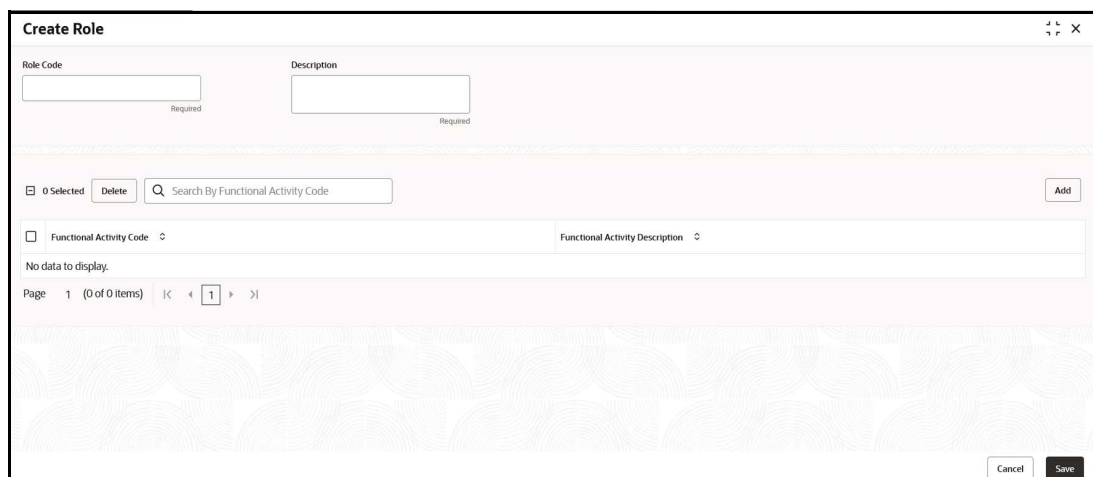 Create Role
Role Code Description
Required
Required
0 Selected Delete Search By Functional Activity Code Add
Functional Activity Code Functional Activity Description
No data to display.
Page 1 (0 of 0 items) 1
Cancel Save